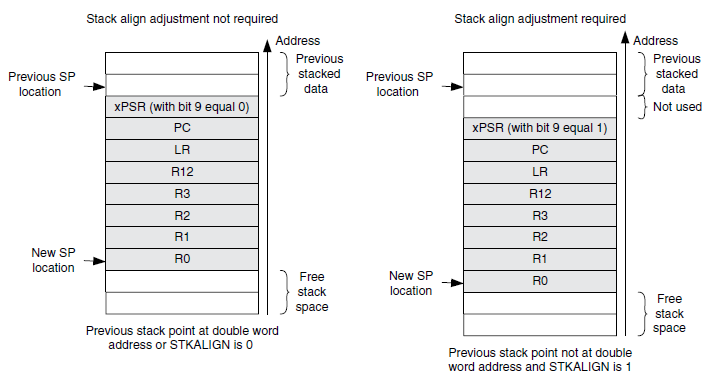 Stack align adjustment not required
Address
Previous
stacked
data
Previous SP
location
xPSR (with bit 9 equal 0)
PC
LR
R12
R3
R2
R1
R0
New SP
location
Free
stack
space
Previous stack point at double word
address or STKALIGN is 0
Stack align adjustment required
Address
Previous
stacked
data
Previous SP
location
Not used
xPSR (with bit 9 equal 1)
PC
LR
R12
R3
R2
R1
R0
New SP
location
Free
stack
space
Previous stack point not at double
word address and STKALIGN is 1